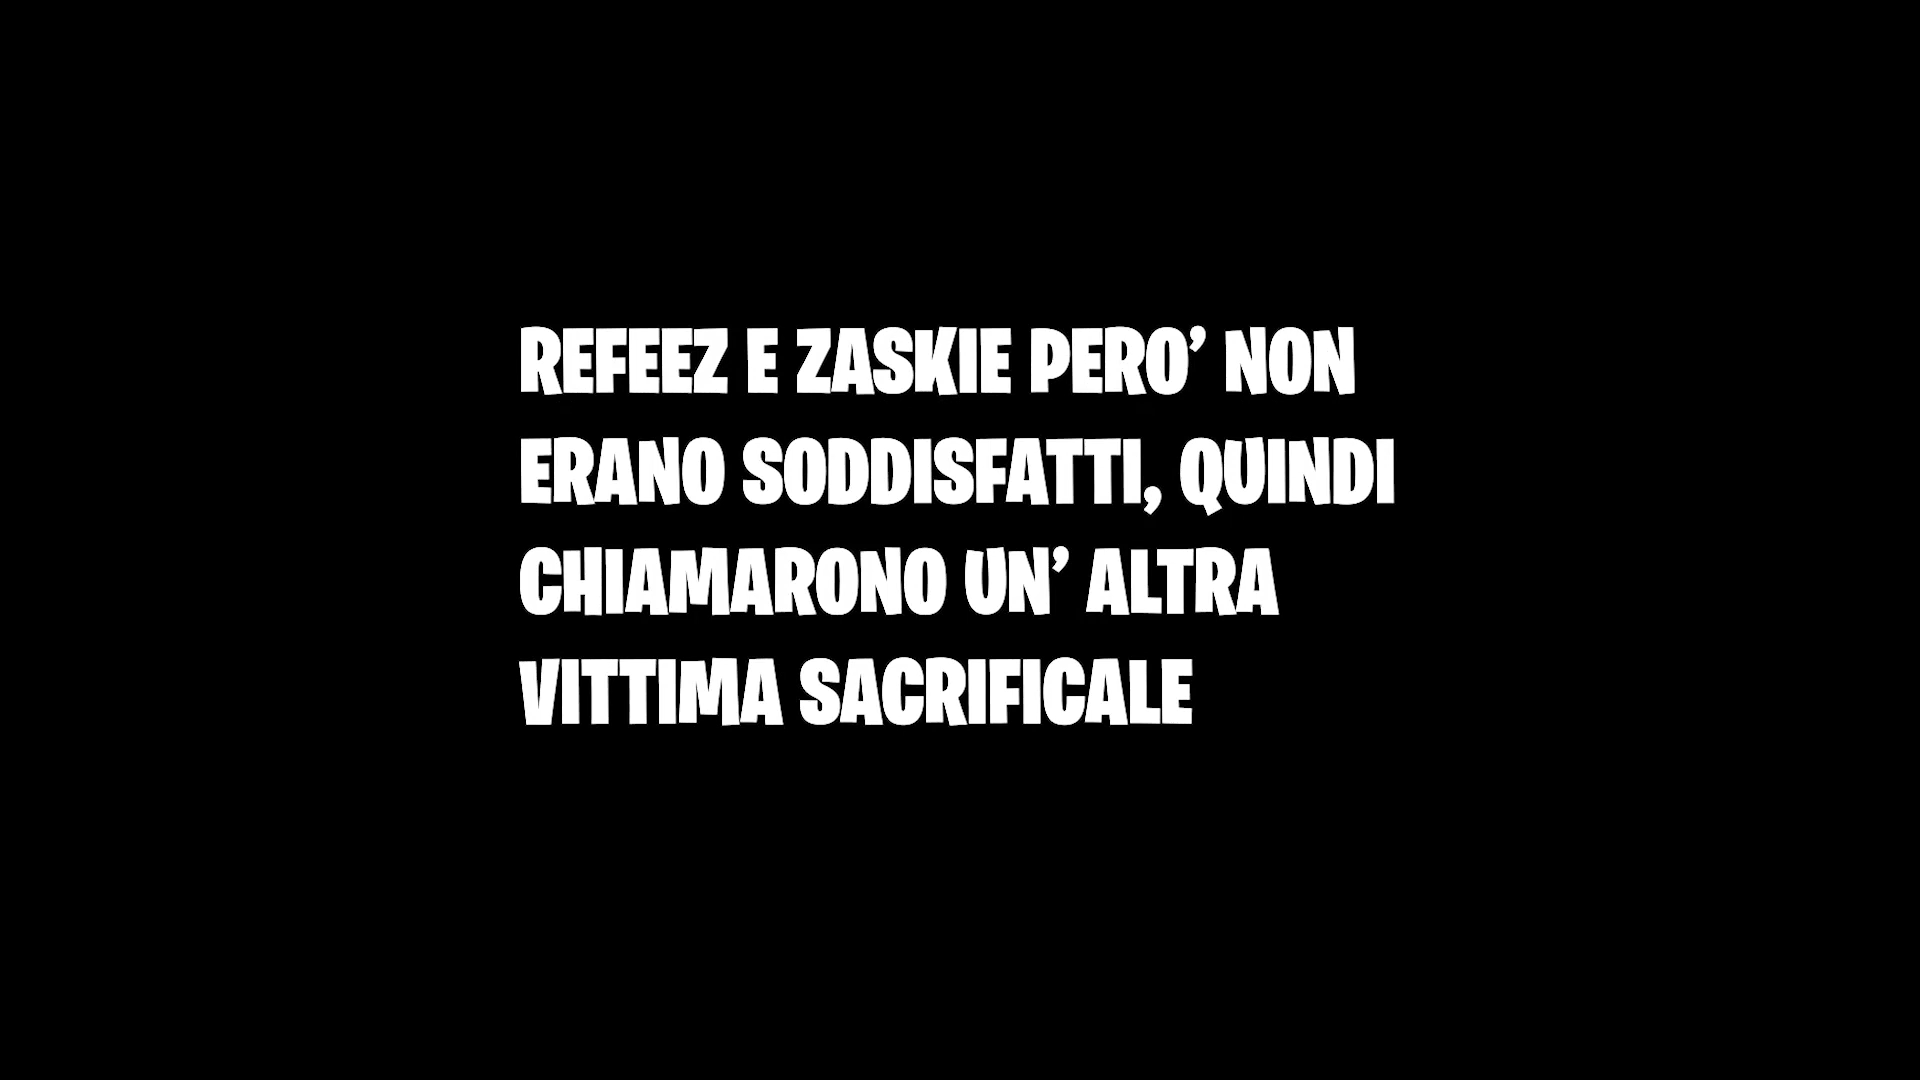 REFEEZ E ZASKIE PERO’ NON
ERANO SODDISFATTI, QUINDI
CHIAMARONO UN’ ALTRA
VITTIMA SACRIFICALE